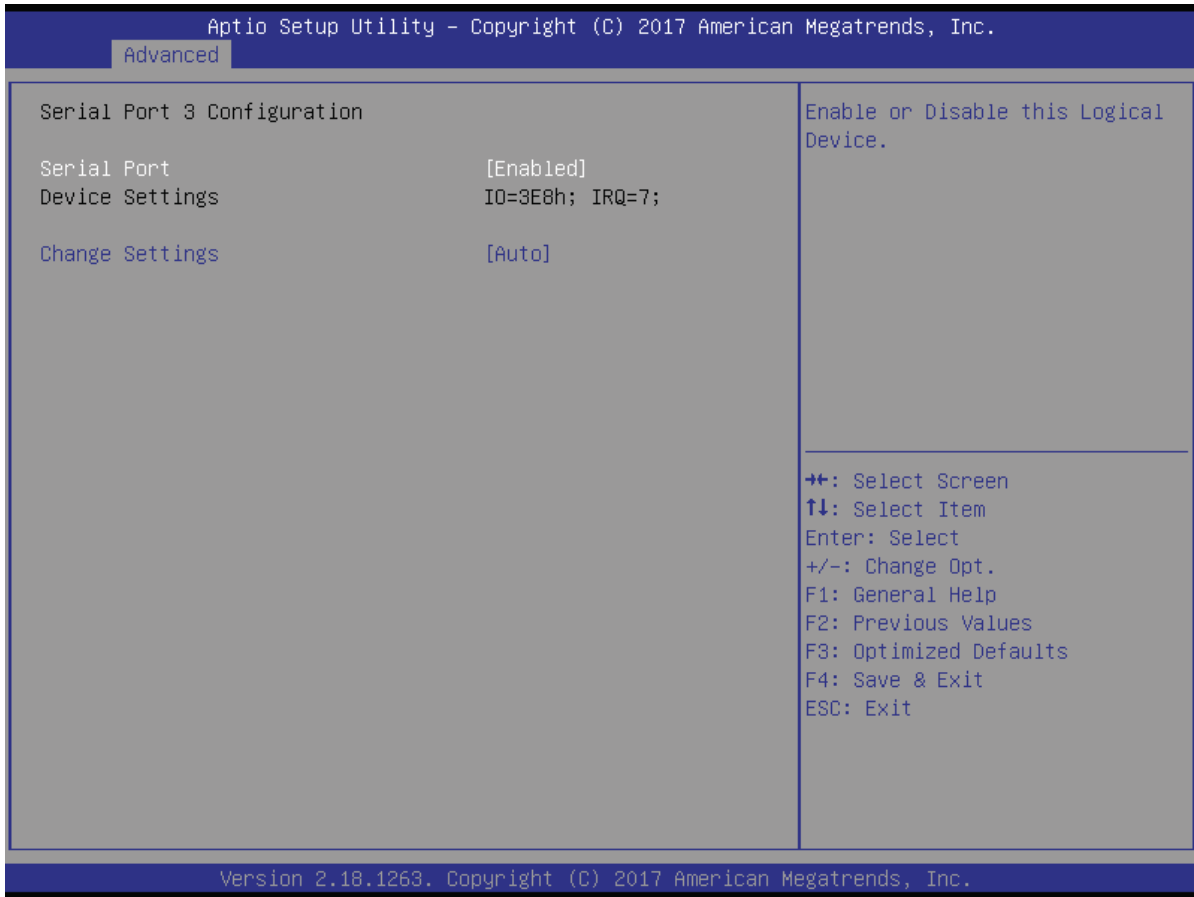 Aptio Setup Utility – Copyright (C) 2017 American Megatrends, Inc.
Advanced
Serial Port 3 Configuration
Serial Port [Enabled]
Device Settings IO=3E8h; IRQ=7;
Change Settings [Auto]
Enable or Disable this Logical
Device.
→←: Select Screen
↑↓: Select Item
Enter: Select
+/-: Change Opt.
F1: General Help
F2: Previous Values
F3: Optimized Defaults
F4: Save & Exit
ESC: Exit
Version 2.18.1263. Copyright (C) 2017 American Megatrends, Inc.